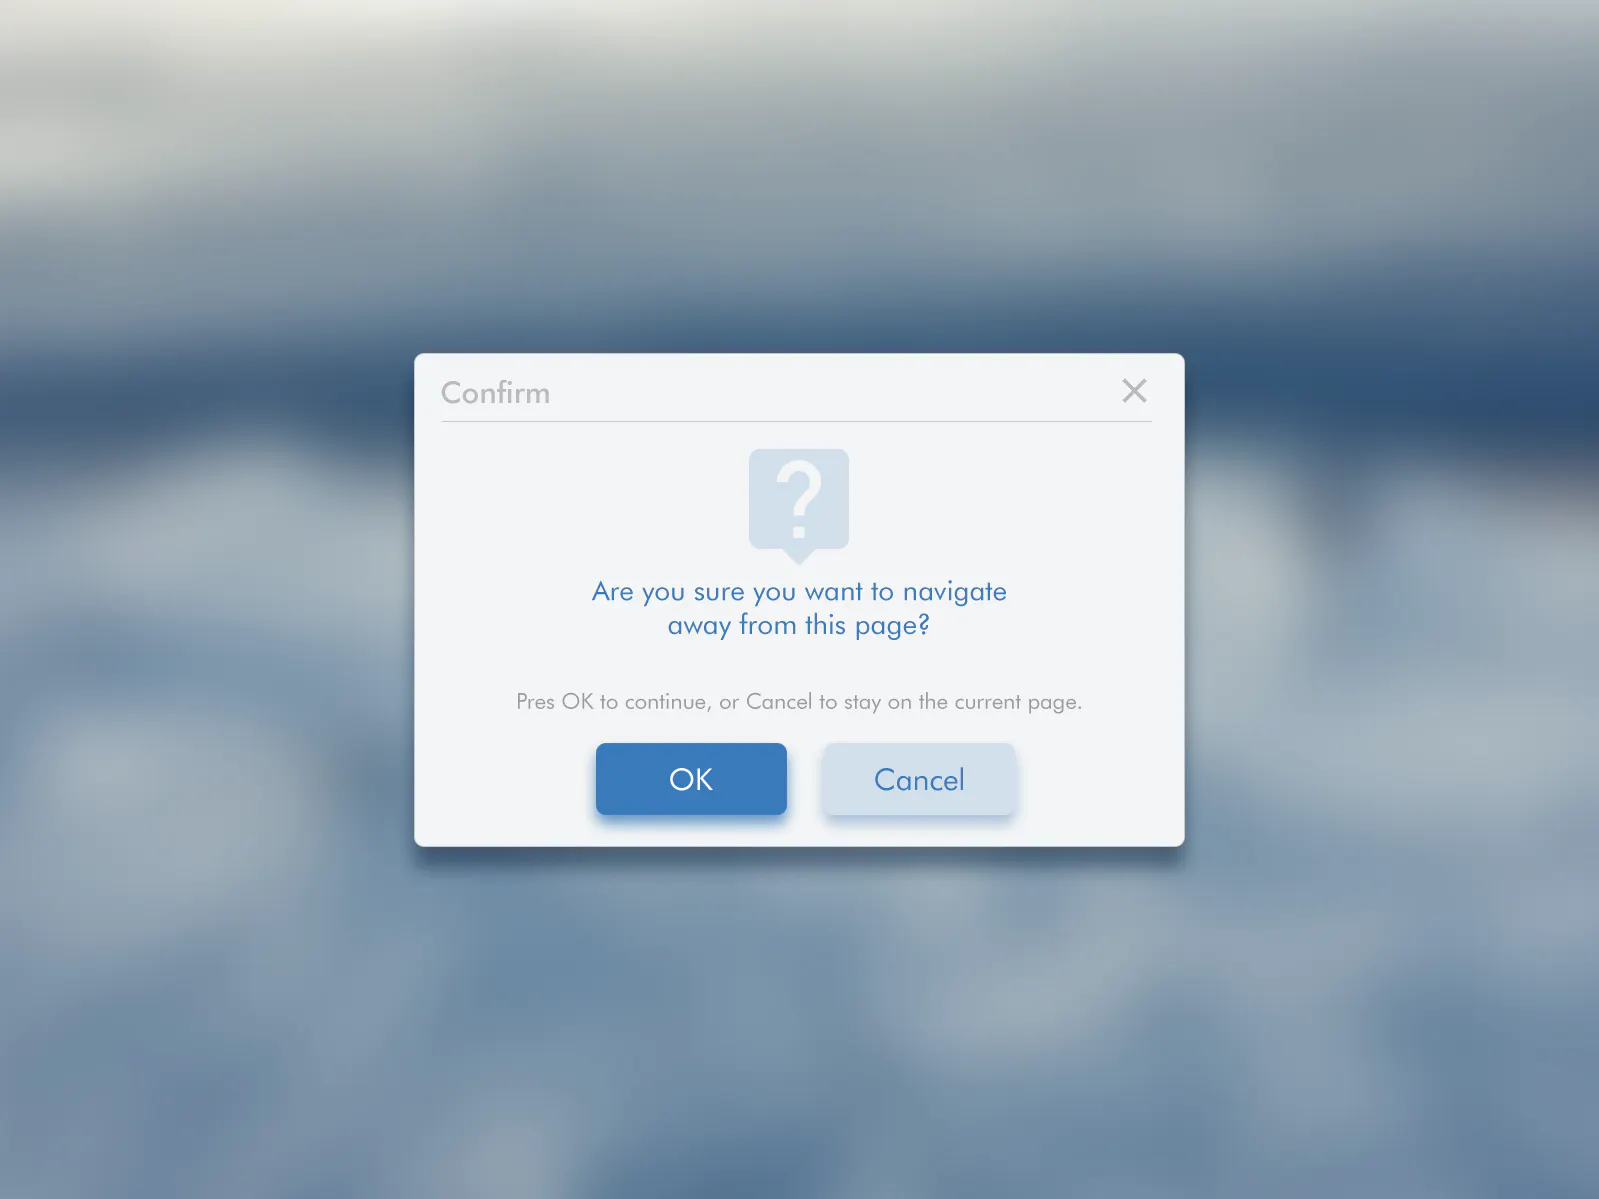 Confirm
?
Are you sure you want to navigate
away from this page?
Pres OK to continue, or Cancel to stay on the current page.
OK
Cancel